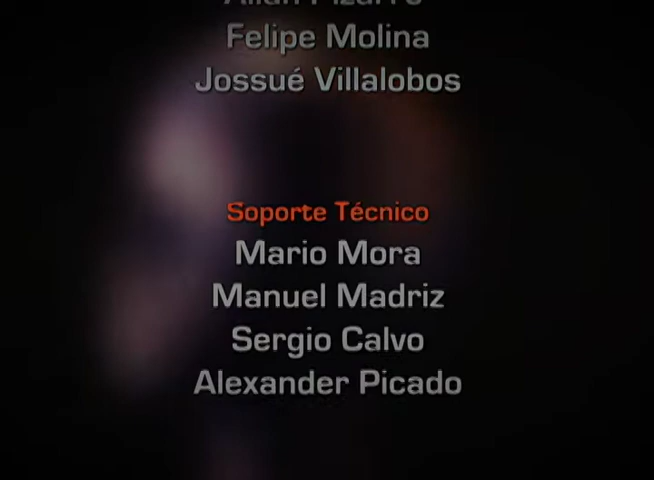 Felipe Molina
Jossué Villalobos
Soporte Técnico
Mario Mora
Manuel Madriz
Sergio Calvo
Alexander Picado